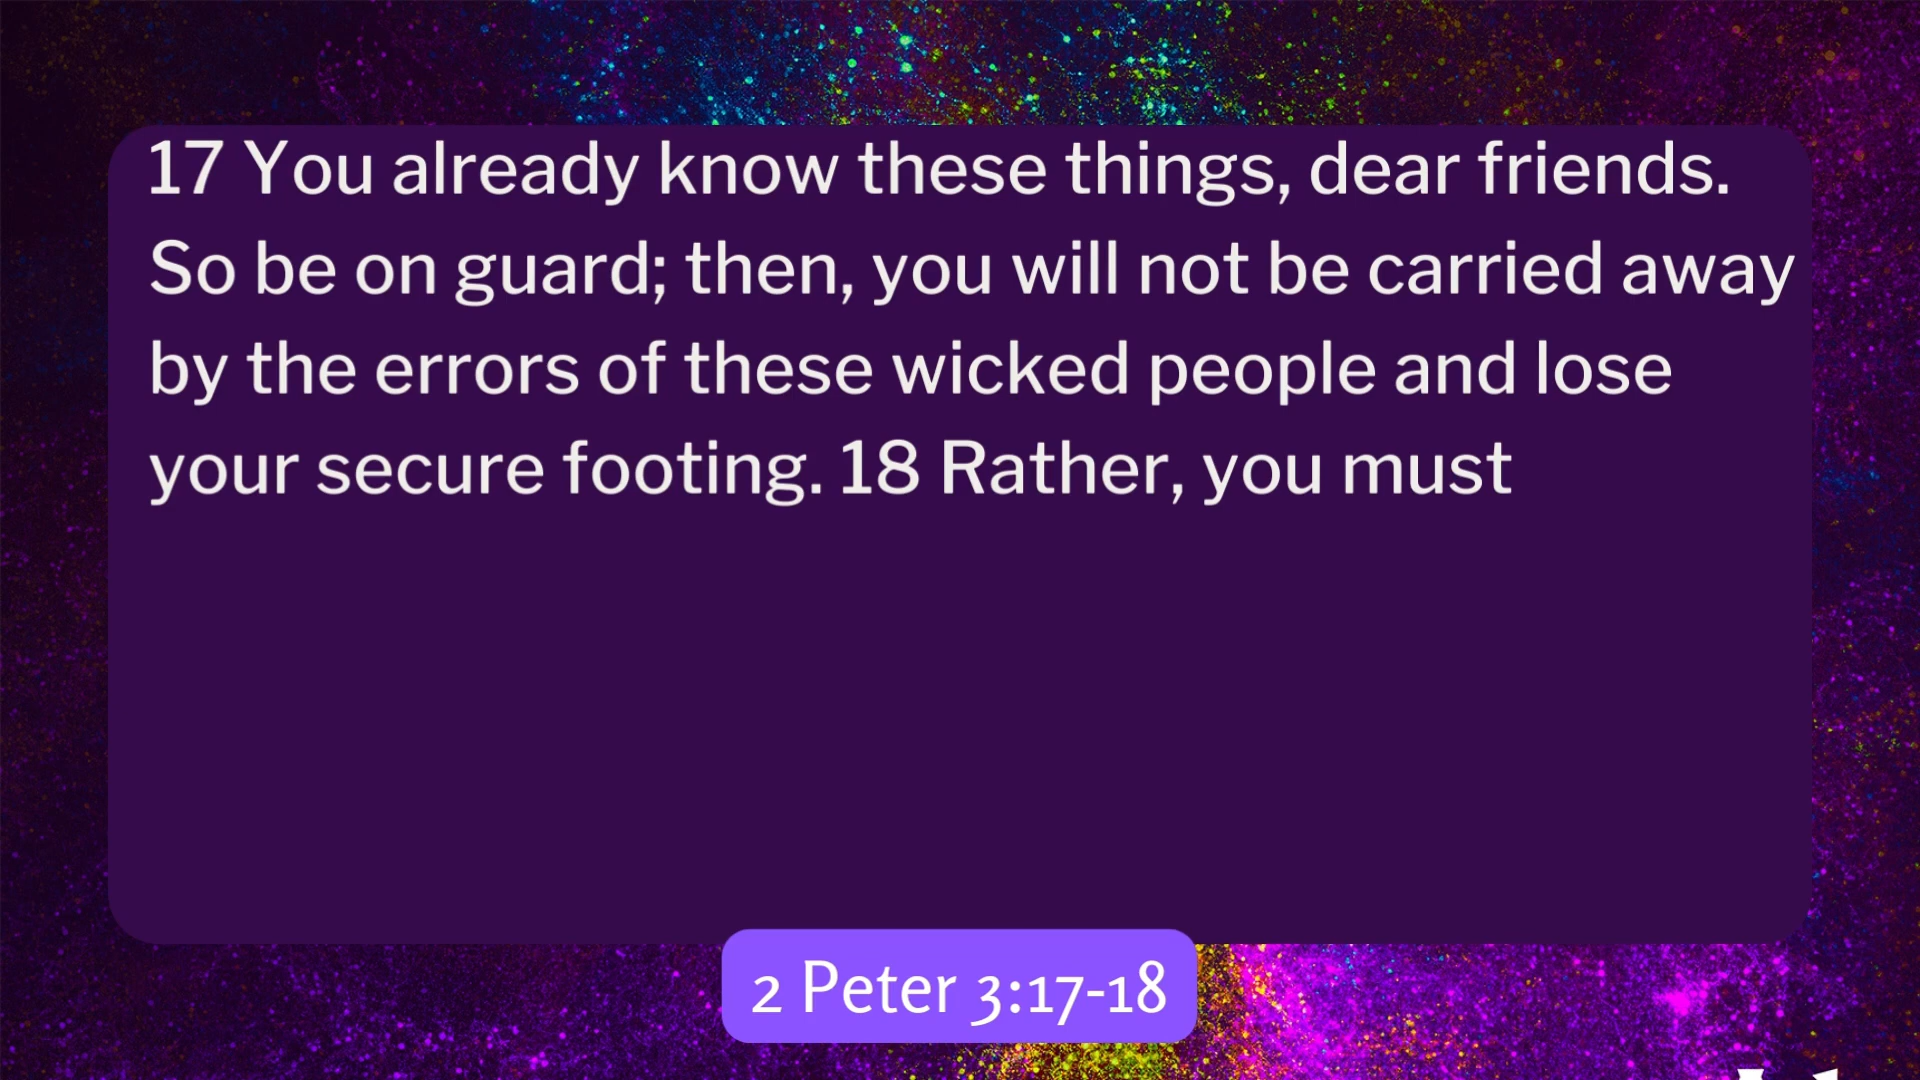 17 You already know these things, dear friends.
So be on guard; then, you will not be carried away
by the errors of these wicked people and lose
your secure footing. 18 Rather, you must
2 Peter 3:17-18